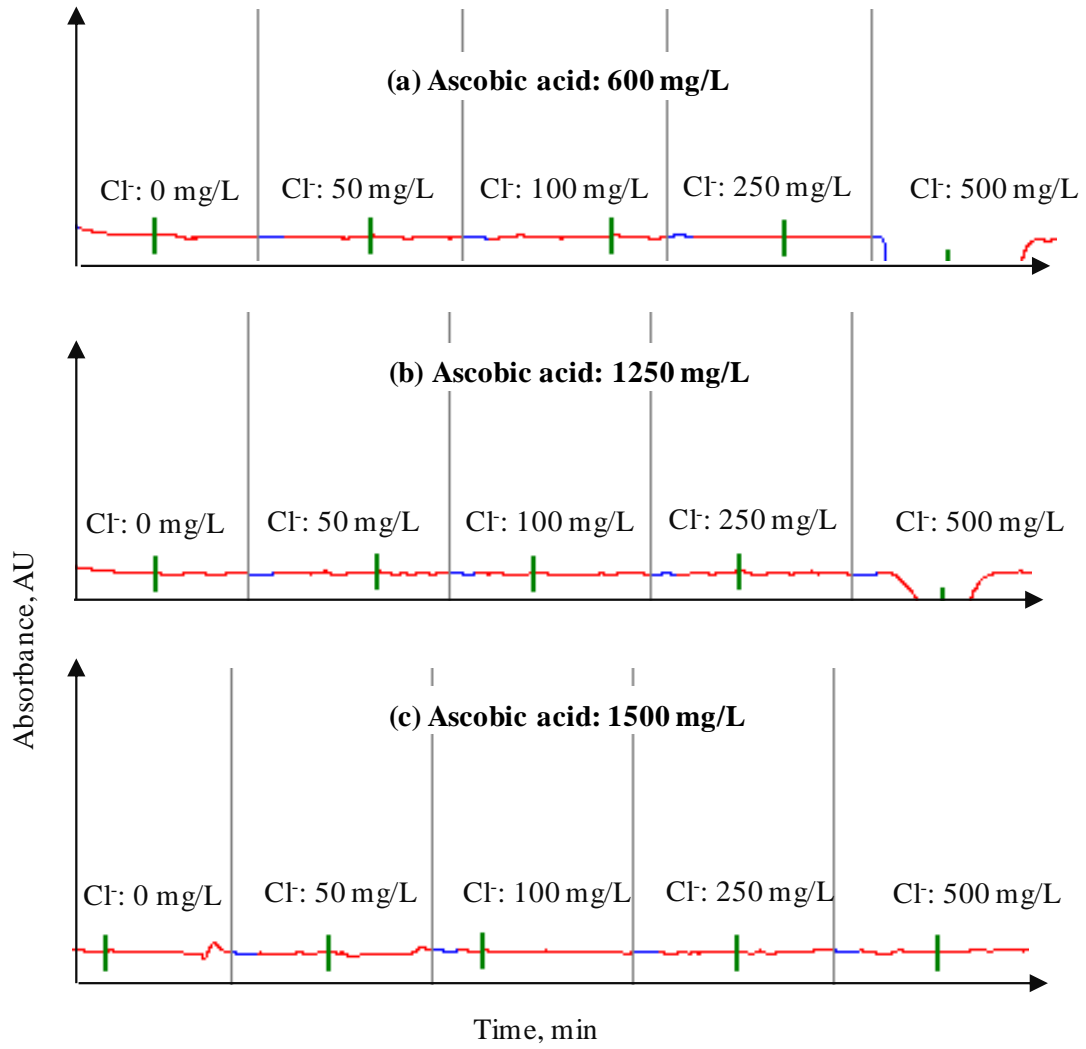 (a) Ascobic acid: 600 mg/L
Cl⁻: 0 mg/L
Cl⁻: 50 mg/L
Cl⁻: 100 mg/L
Cl⁻: 250 mg/L
Cl⁻: 500 mg/L
(b) Ascobic acid: 1250 mg/L
Cl⁻: 0 mg/L
Cl⁻: 50 mg/L
Cl⁻: 100 mg/L
Cl⁻: 250 mg/L
Cl⁻: 500 mg/L
(c) Ascobic acid: 1500 mg/L
Cl⁻: 0 mg/L
Cl⁻: 50 mg/L
Cl⁻: 100 mg/L
Cl⁻: 250 mg/L
Cl⁻: 500 mg/L
Absorbance, AU
Time, min